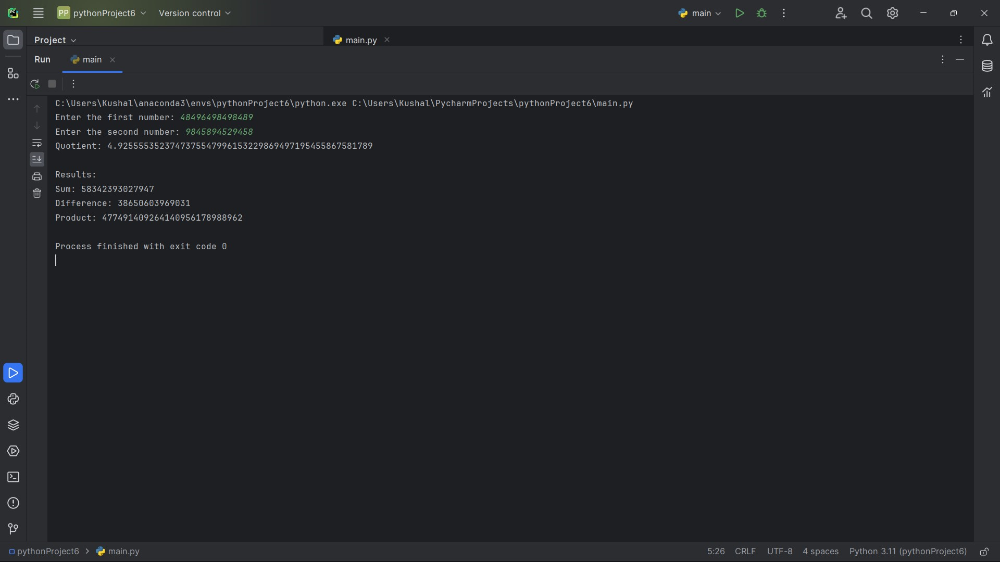 PP pythonProject6
Version control
main
Project
main.py
Run
main
C:\Users\Kushal\anaconda3\envs\pythonProject6\python.exe C:\Users\Kushal\PycharmProjects\pythonProject6\main.py
Enter the first number: 48496498498489
Enter the second number: 9845894529458
Quotient: 4.925555352374737554799615322986949719545586758​1789
Results:
Sum: 58342393027947
Difference: 38650603969031
Product: 477491409264140956178988962
Process finished with exit code 0
pythonProject6 > main.py
5:26 CRLF UTF-8 4 spaces Python 3.11 (pythonProject6)